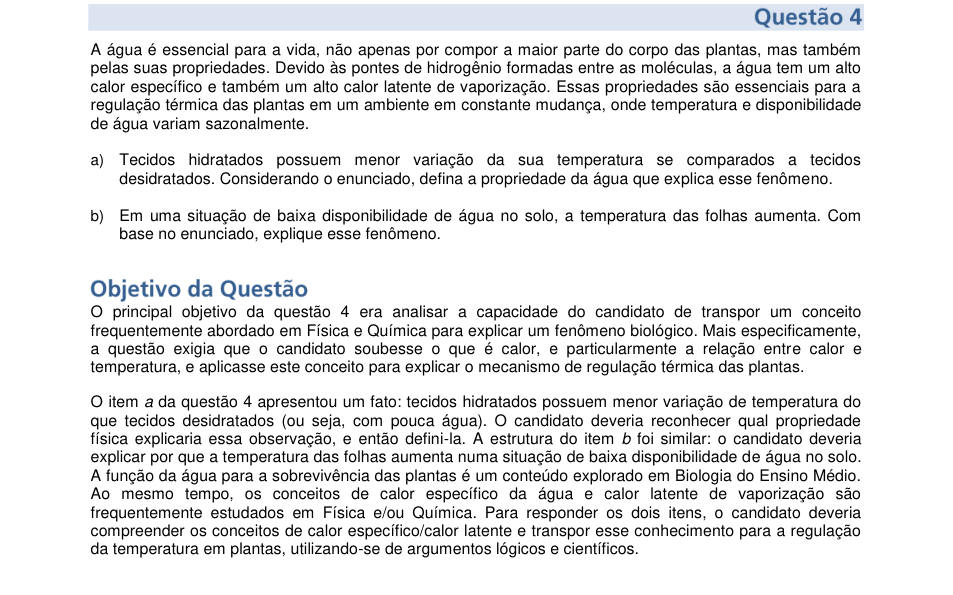 Questão 4
A água é essencial para a vida, não apenas por compor a maior parte do corpo das plantas, mas também
pelas suas propriedades. Devido às pontes de hidrogênio formadas entre as moléculas, a água tem um alto
calor específico e também um alto calor latente de vaporização. Essas propriedades são essenciais para a
regulação térmica das plantas em um ambiente em constante mudança, onde temperatura e disponibilidade
de água variam sazonalmente.
a) Tecidos hidratados possuem menor variação da sua temperatura se comparados a tecidos
desidratados. Considerando o enunciado, defina a propriedade da água que explica esse fenômeno.
b) Em uma situação de baixa disponibilidade de água no solo, a temperatura das folhas aumenta. Com
base no enunciado, explique esse fenômeno.
Objetivo da Questão
O principal objetivo da questão 4 era analisar a capacidade do candidato de transpor um conceito
frequentemente abordado em Física e Química para explicar um fenômeno biológico. Mais especificamente,
a questão exigia que o candidato soubesse o que é calor, e particularmente a relação entre calor e
temperatura, e aplicasse este conceito para explicar o mecanismo de regulação térmica das plantas.
O item a da questão 4 apresentou um fato: tecidos hidratados possuem menor variação de temperatura do
que tecidos desidratados (ou seja, com pouca água). O candidato deveria reconhecer qual propriedade
física explicaria essa observação, e então defini-la. A estrutura do item b foi similar: o candidato deveria
explicar por que a temperatura das folhas aumenta numa situação de baixa disponibilidade de água no solo.
A função da água para a sobrevivência das plantas é um conteúdo explorado em Biologia do Ensino Médio.
Ao mesmo tempo, os conceitos de calor específico da água e calor latente de vaporização são
frequentemente estudados em Física e/ou Química. Para responder os dois itens, o candidato deveria
compreender os conceitos de calor específico/calor latente e transpor esse conhecimento para a regulação
da temperatura em plantas, utilizando-se de argumentos lógicos e científicos.